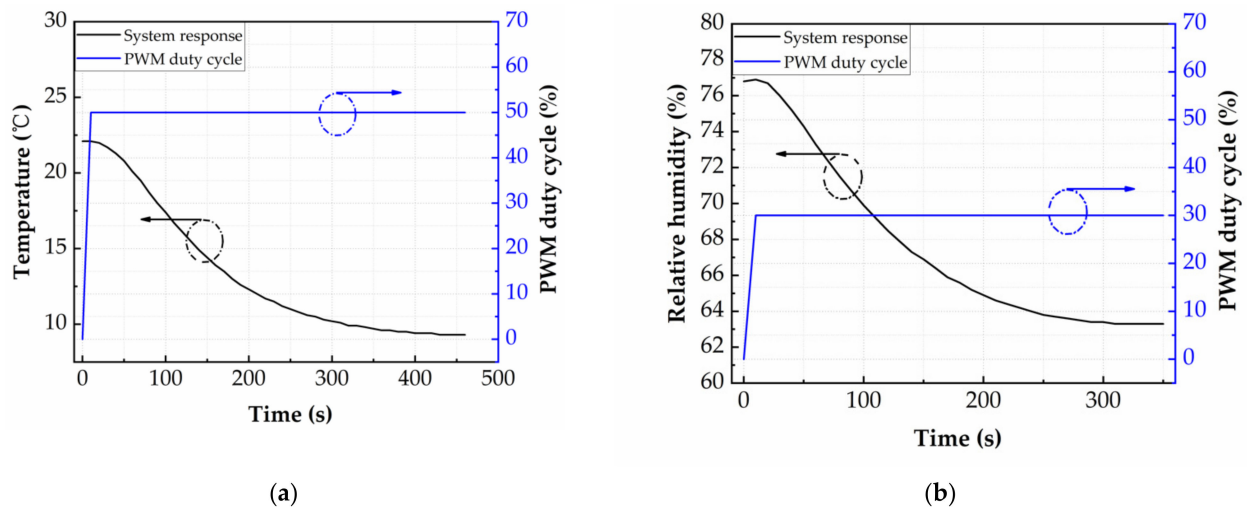 30
25
20
15
10
Temperature (℃)
System response
PWM duty cycle
70
60
50
40
30
20
10
0
PWM duty cycle (%)
0 100 200 300 400 500
Time (s)
(a)
80
78
76
74
72
70
68
66
64
62
60
Relative humidity (%)
System response
PWM duty cycle
70
60
50
40
30
20
10
0
PWM duty cycle (%)
0 100 200 300
Time (s)
(b)